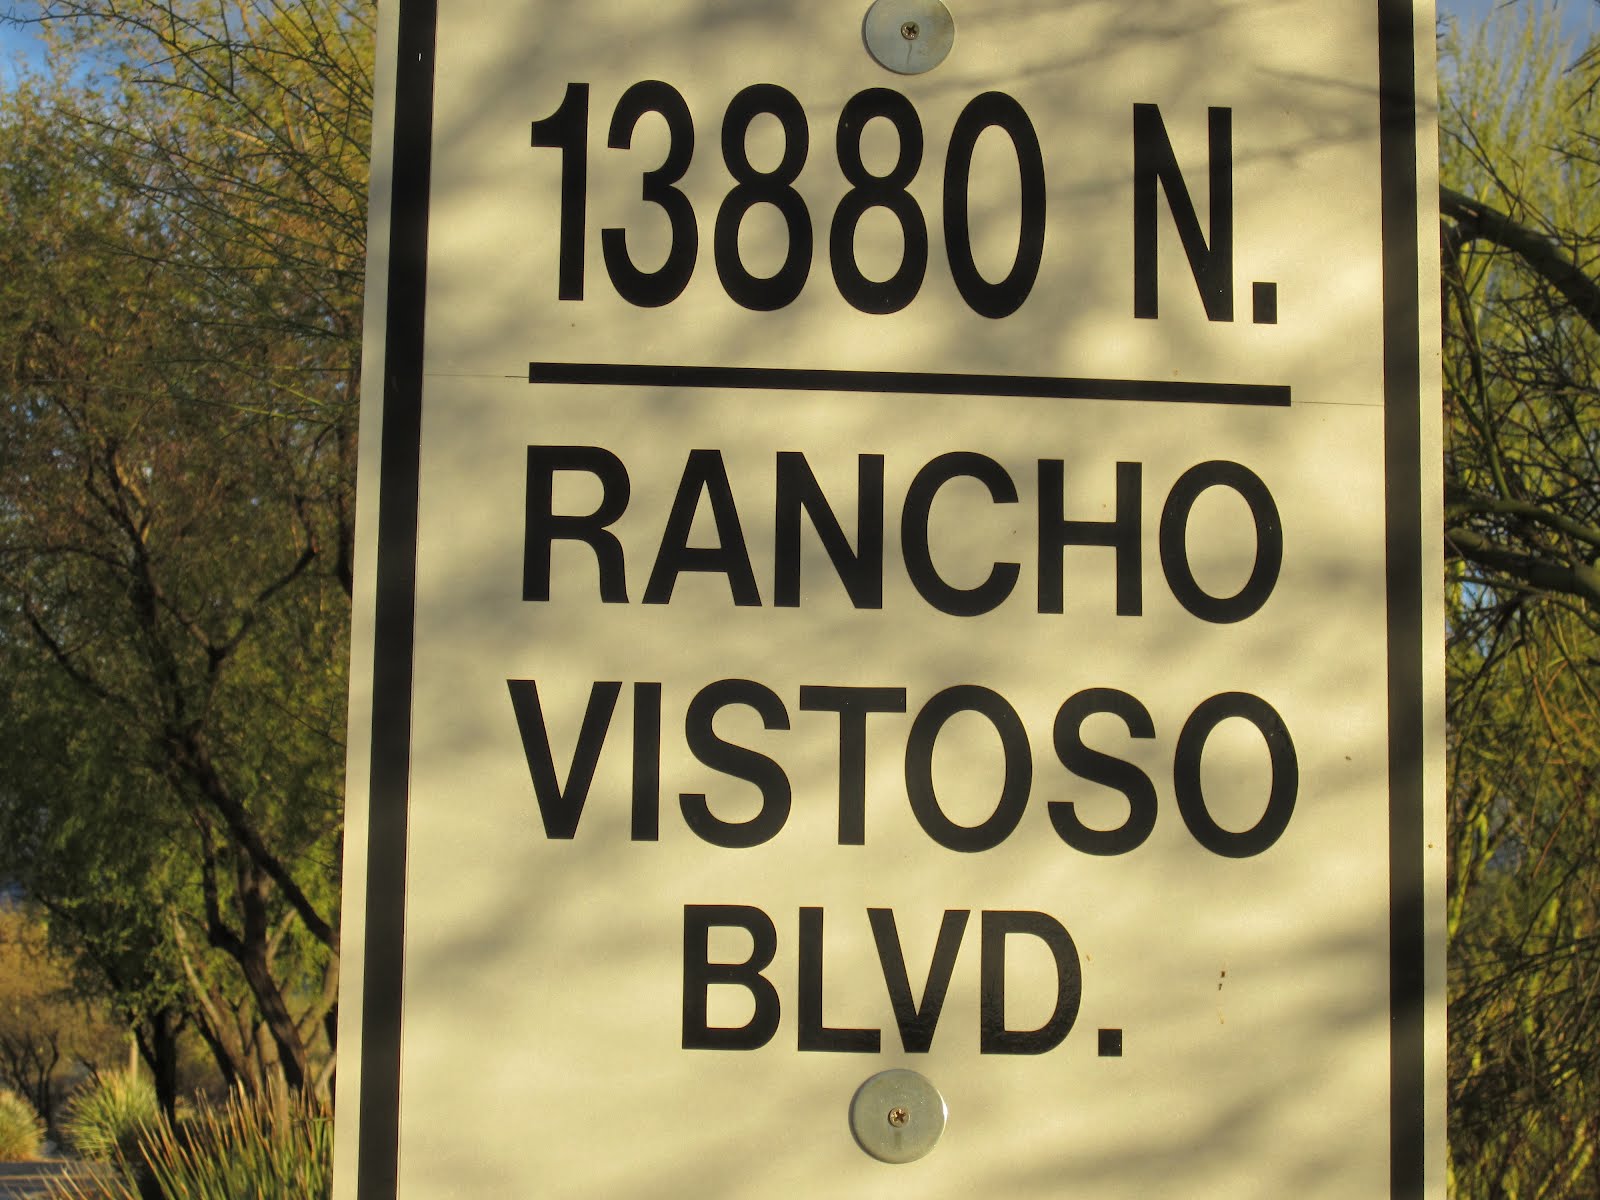 13880 N.
RANCHO
VISTOSO
BLVD.